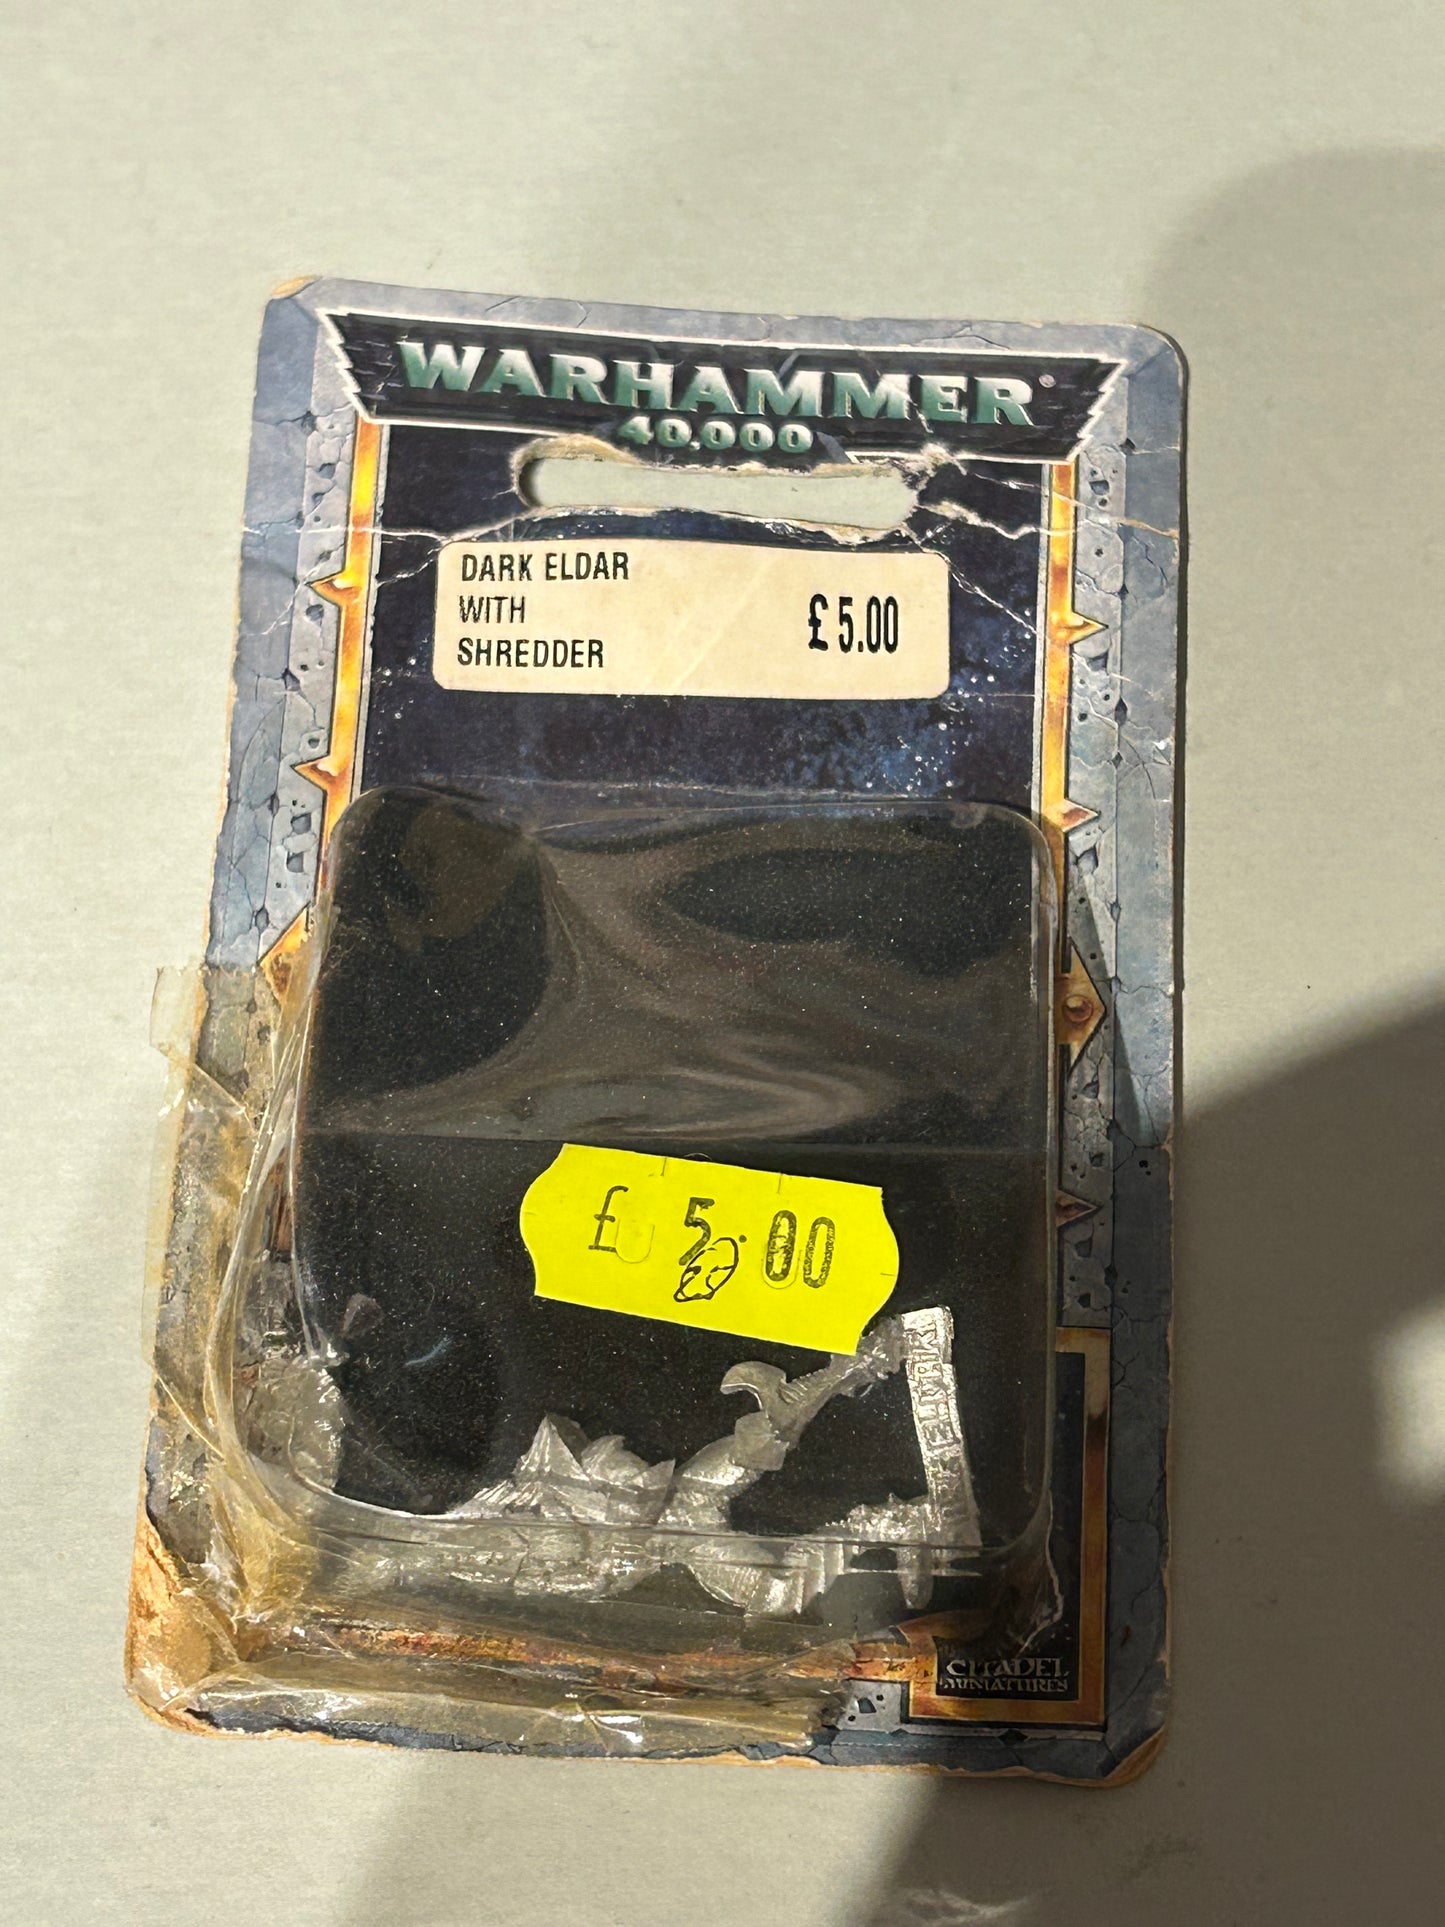 WARHAMMER®
40,000
DARK ELDAR
WITH
SHREDDER
£5.00
£ 5.00
CITADEL
MINIATURES